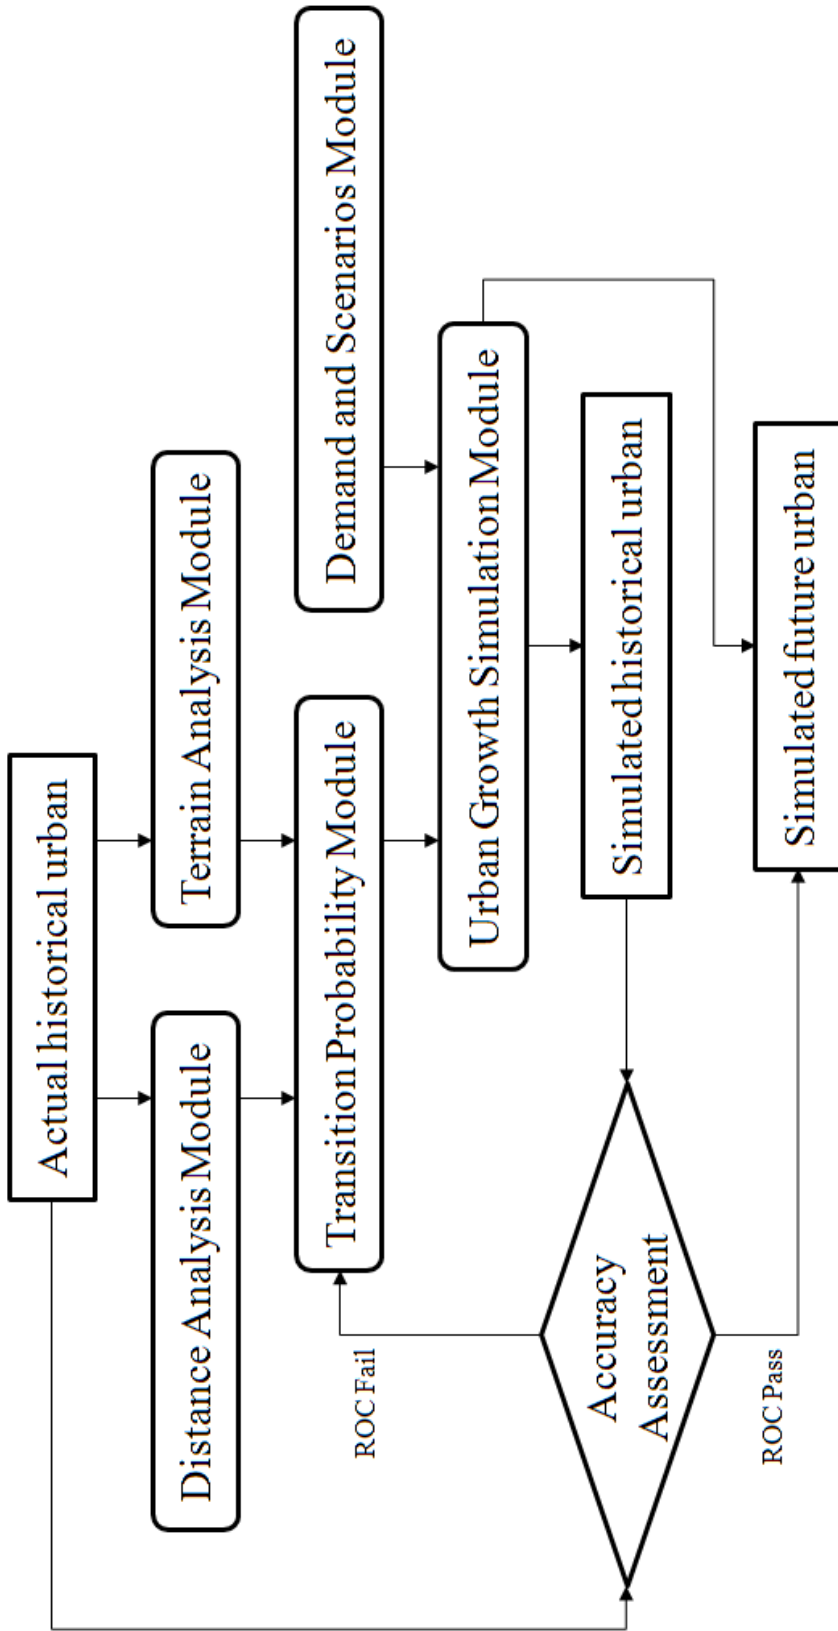 Actual historical urban
Distance Analysis Module
Terrain Analysis Module
Transition Probability Module
Demand and Scenarios Module
ROC Fail
Urban Growth Simulation Module
Accuracy
Assessment
Simulated historical urban
ROC Pass
Simulated future urban